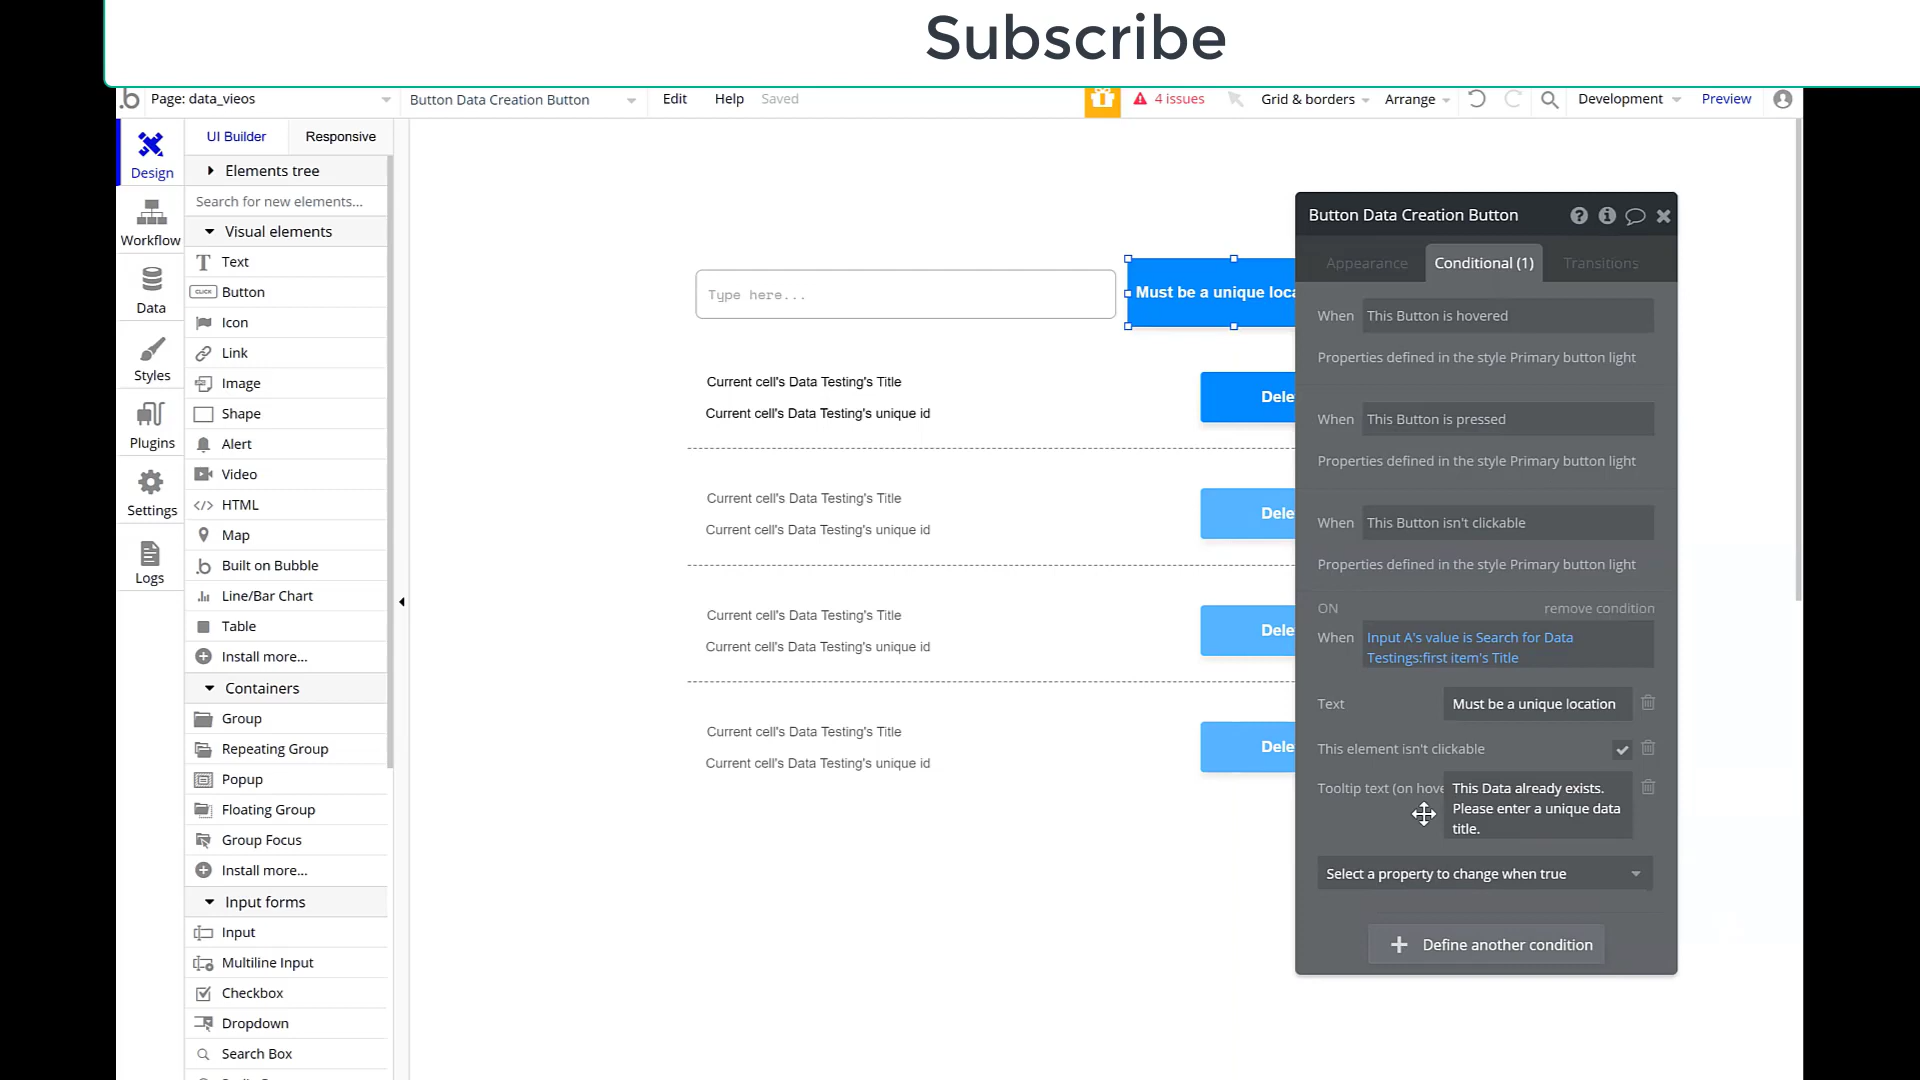 Subscribe
Page: data_vieos
Button Data Creation Button
Edit
Help
Saved
4 issues
Grid & borders
Arrange
Development
Preview
Design
Workflow
Data
Styles
Plugins
Settings
Logs
UI Builder
Responsive
Elements tree
Search for new elements...
Visual elements
Text
CLICK
Button
Icon
Link
Image
Shape
Alert
Video
HTML
Map
Built on Bubble
Line/Bar Chart
Table
Install more...
Containers
Group
Repeating Group
Popup
Floating Group
Group Focus
Install more...
Input forms
Input
Multiline Input
Checkbox
Dropdown
Search Box
Type here...
Must be a unique loca
Current cell's Data Testing's Title
Current cell's Data Testing's unique id
Dele
Current cell's Data Testing's Title
Current cell's Data Testing's unique id
Dele
Current cell's Data Testing's Title
Current cell's Data Testing's unique id
Dele
Current cell's Data Testing's Title
Current cell's Data Testing's unique id
Dele
Button Data Creation Button
Appearance
Conditional (1)
Transitions
When This Button is hovered
Properties defined in the style Primary button light
When This Button is pressed
Properties defined in the style Primary button light
When This Button isn't clickable
Properties defined in the style Primary button light
ON
remove condition
When Input A's value is Search for Data
Testings:first item's Title
Text Must be a unique location
This element isn't clickable
Tooltip text (on hove This Data already exists.
Please enter a unique data
title.
Select a property to change when true
Define another condition